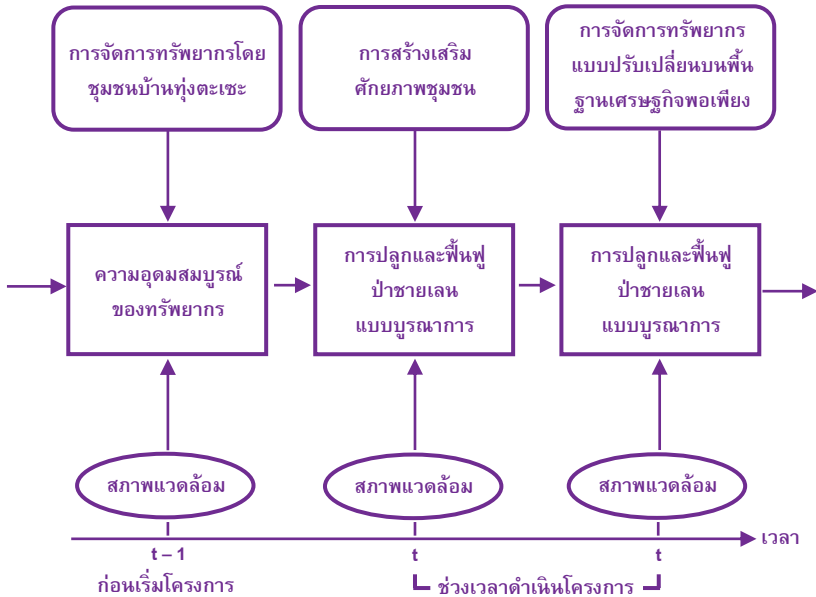 การจัดการทรัพยากรโดย
ชุมชนบ้านทุ่งตะเซะ
การสร้างเสริม
ศักยภาพชุมชน
การจัดการทรัพยากร
แบบปรับเปลี่ยนบนพื้น
ฐานเศรษฐกิจพอเพียง
ความอุดมสมบูรณ์
ของทรัพยากร
การปลูกและฟื้นฟู
ป่าชายเลน
แบบบูรณาการ
การปลูกและฟื้นฟู
ป่าชายเลน
แบบบูรณาการ
สภาพแวดล้อม
สภาพแวดล้อม
สภาพแวดล้อม
เวลา
t – 1
t
t
ก่อนเริ่มโครงการ
ช่วงเวลาดำเนินโครงการ